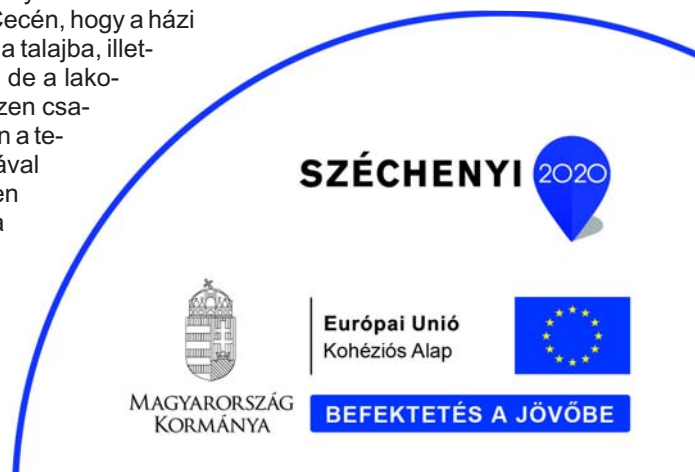 Cecén, hogy a házi
a talajba, illet-
de a lako-
zen csa-
n a te-
ával
en
a
SZÉCHENYI 2020
Európai Unió
Kohéziós Alap
MAGYARORSZÁG
KORMÁNYA
BEFEKTETÉS A JÖVŐBE